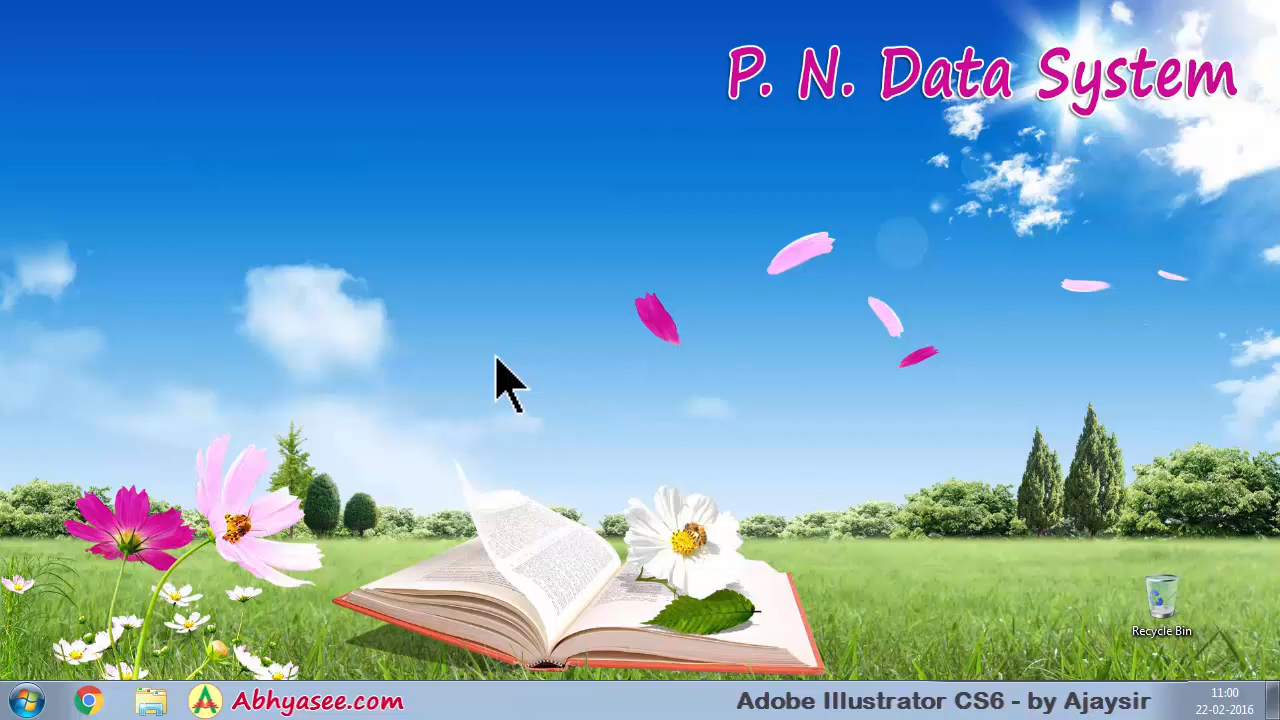 P. N. Data System
Recycle Bin
Abhyasee.com
Adobe Illustrator CS6 - by Ajaysir
11:00
22-02-2016